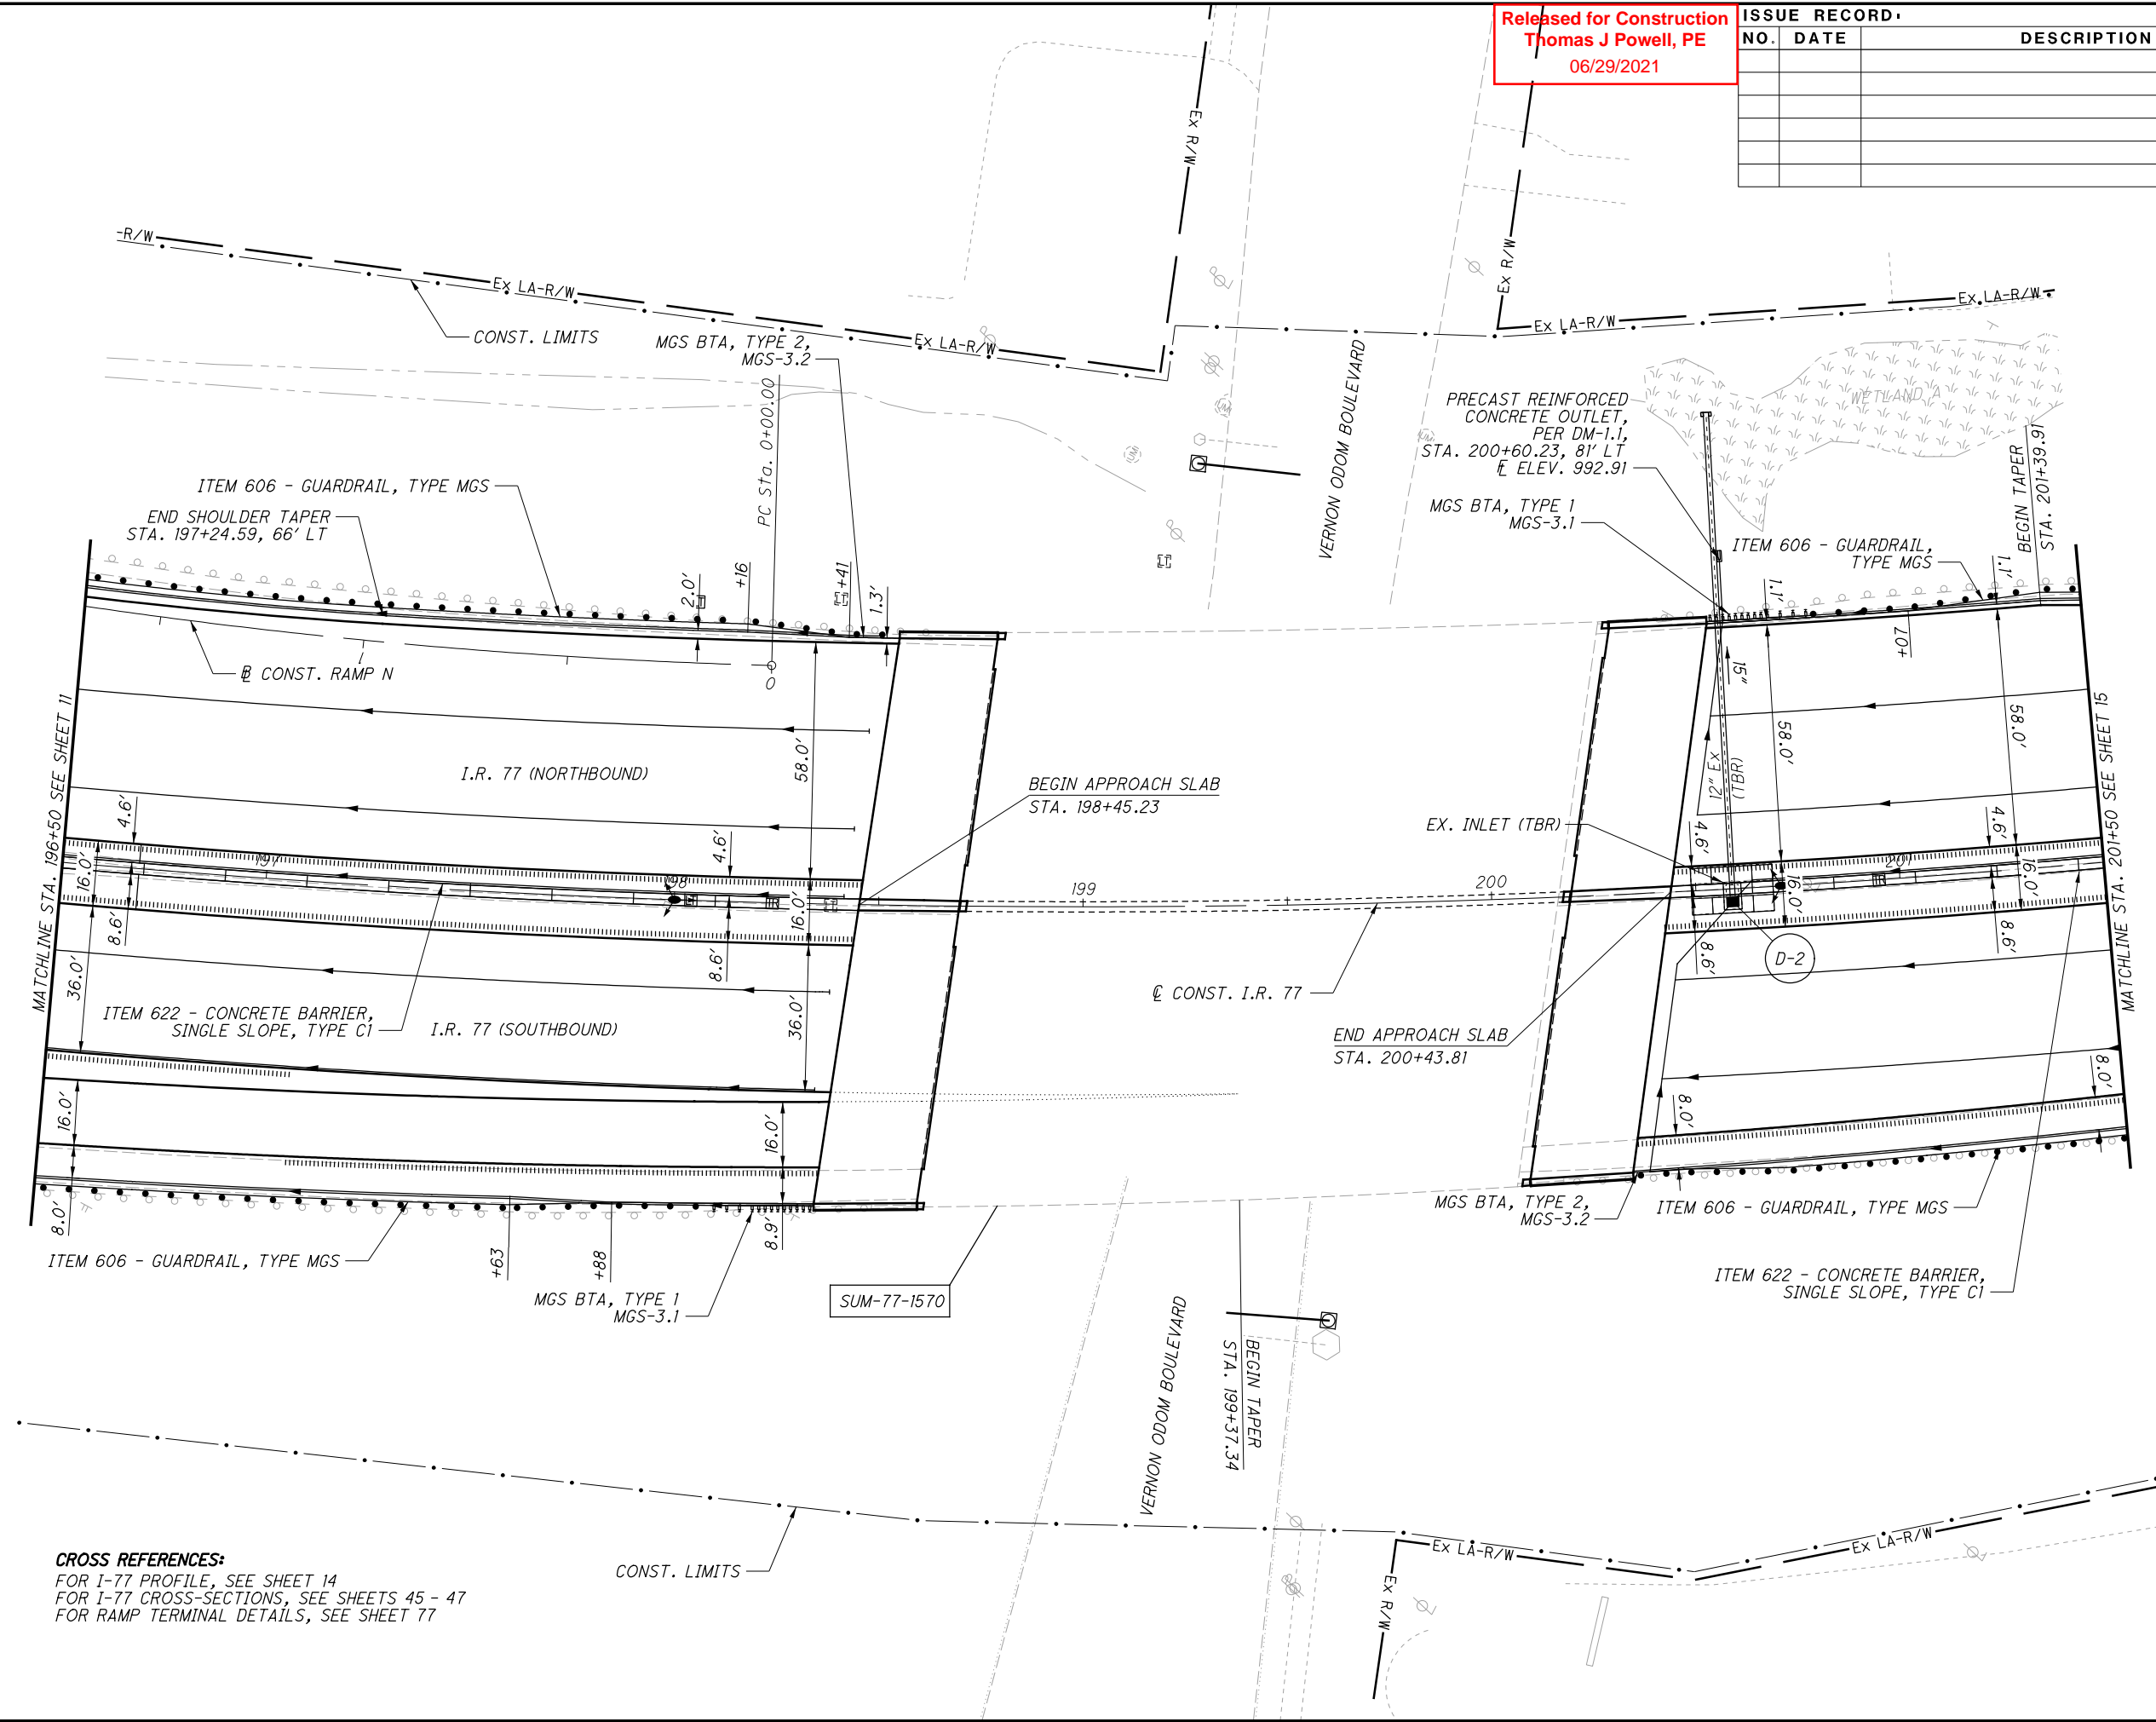 Released for Construction
Thomas J Powell, PE
06/29/2021
ISSUE RECORD:
NO. DATE DESCRIPTION
Ex R/W
Ex R/W
-R/W
Ex LA-R/W
Ex LA-R/W
Ex LA-R/W
Ex LA-R/W
CONST. LIMITS
MGS BTA, TYPE 2,
MGS-3.2
PC Sta. 0+00.00
VERNON ODOM BOULEVARD
PRECAST REINFORCED
CONCRETE OUTLET,
PER DM-1.1,
STA. 200+60.23, 81' LT
℄ ELEV. 992.91
WETLAND A
BEGIN TAPER
STA. 201+39.91
ITEM 606 - GUARDRAIL, TYPE MGS
END SHOULDER TAPER
STA. 197+24.59, 66' LT
MGS BTA, TYPE 1
MGS-3.1
ITEM 606 - GUARDRAIL,
TYPE MGS
2.0'
+16
+41
1.3'
1.1'
1.1'
+07
15"
B℄ CONST. RAMP N
1
0
MATCHLINE STA. 196+50 SEE SHEET 11
I.R. 77 (NORTHBOUND)
58.0'
58.0'
58.0'
12" EX
(TBR)
MATCHLINE STA. 201+50 SEE SHEET 15
BEGIN APPROACH SLAB
STA. 198+45.23
EX. INLET (TBR)
4.6'
4.6'
4.6'
4.6'
197
198
199
200
201
16.0'
16.0'
16.0'
16.0'
8.6'
8.6'
8.6'
8.6'
D-2
36.0'
36.0'
℄ CONST. I.R. 77
ITEM 622 - CONCRETE BARRIER,
SINGLE SLOPE, TYPE C1
I.R. 77 (SOUTHBOUND)
END APPROACH SLAB
STA. 200+43.81
16.0'
16.0'
8.0'
8.0'
8.0'
8.9'
MGS BTA, TYPE 2,
MGS-3.2
ITEM 606 - GUARDRAIL, TYPE MGS
ITEM 606 - GUARDRAIL, TYPE MGS
+63
+88
MGS BTA, TYPE 1
MGS-3.1
SUM-77-1570
ITEM 622 - CONCRETE BARRIER,
SINGLE SLOPE, TYPE C1
VERNON ODOM BOULEVARD
BEGIN TAPER
STA. 199+37.34
CONST. LIMITS
Ex LA-R/W
Ex LA-R/W
Ex R/W
CROSS REFERENCES:
FOR I-77 PROFILE, SEE SHEET 14
FOR I-77 CROSS-SECTIONS, SEE SHEETS 45 - 47
FOR RAMP TERMINAL DETAILS, SEE SHEET 77